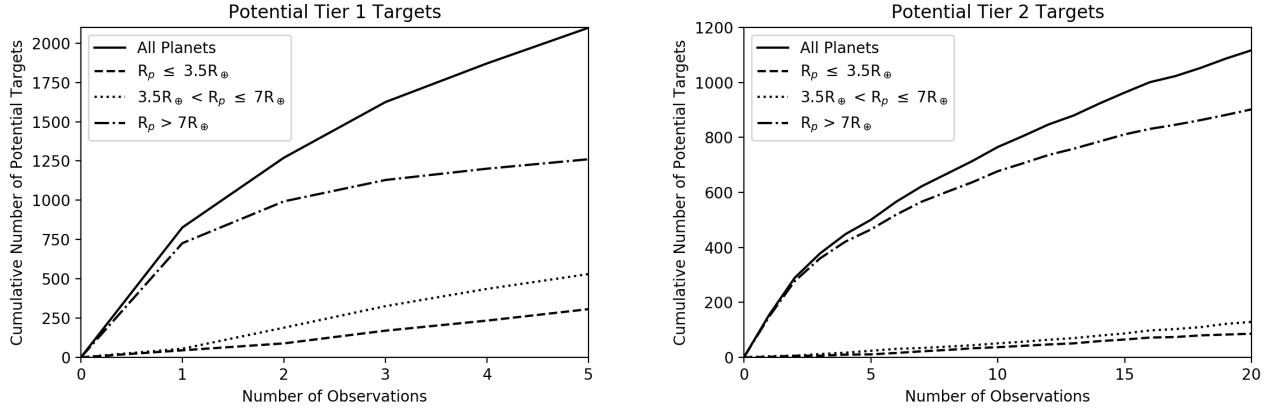 Potential Tier 1 Targets
Cumulative Number of Potential Targets
2000
1750
1500
1250
1000
750
500
250
0
All Planets
Rₚ ≤ 3.5R⊕
3.5R⊕ < Rₚ ≤ 7R⊕
Rₚ > 7R⊕
0 1 2 3 4 5
Number of Observations
Potential Tier 2 Targets
Cumulative Number of Potential Targets
1200
1000
800
600
400
200
0
All Planets
Rₚ ≤ 3.5R⊕
3.5R⊕ < Rₚ ≤ 7R⊕
Rₚ > 7R⊕
0 5 10 15 20
Number of Observations